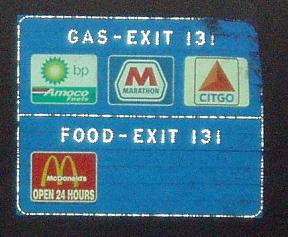 GAS-EXIT 131
bp
Amoco
Fuels
M
MARATHON
CITGO
FOOD-EXIT 131
McDonald's
OPEN 24 HOURS